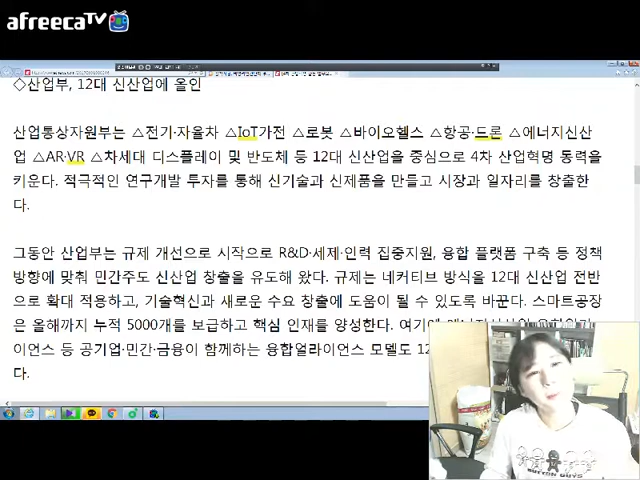 afreecaTV
◇산업부, 12대 신산업에 올인
산업통상자원부는 △전기·자율차 △IoT가전 △로봇 △바이오헬스 △항공·드론 △에너지신산
업 △AR·VR △차세대 디스플레이 및 반도체 등 12대 신산업을 중심으로 4차 산업혁명 동력을
키운다. 적극적인 연구개발 투자를 통해 신기술과 신제품을 만들고 시장과 일자리를 창출한
다.
그동안 산업부는 규제 개선으로 시작으로 R&D·세제·인력 집중지원, 융합 플랫폼 구축 등 정책
방향에 맞춰 민간주도 신산업 창출을 유도해 왔다. 규제는 네커티브 방식을 12대 신산업 전반
으로 확대 적용하고, 기술혁신과 새로운 수요 창출에 도움이 될 수 있도록 바꾼다. 스마트공장
은 올해까지 누적 5000개를 보급하고 핵심 인재를 양성한다. 여기에
이언스 등 공기업·민간·금융이 함께하는 융합얼라이언스 모델도 12
다.
BUTTON GUYS